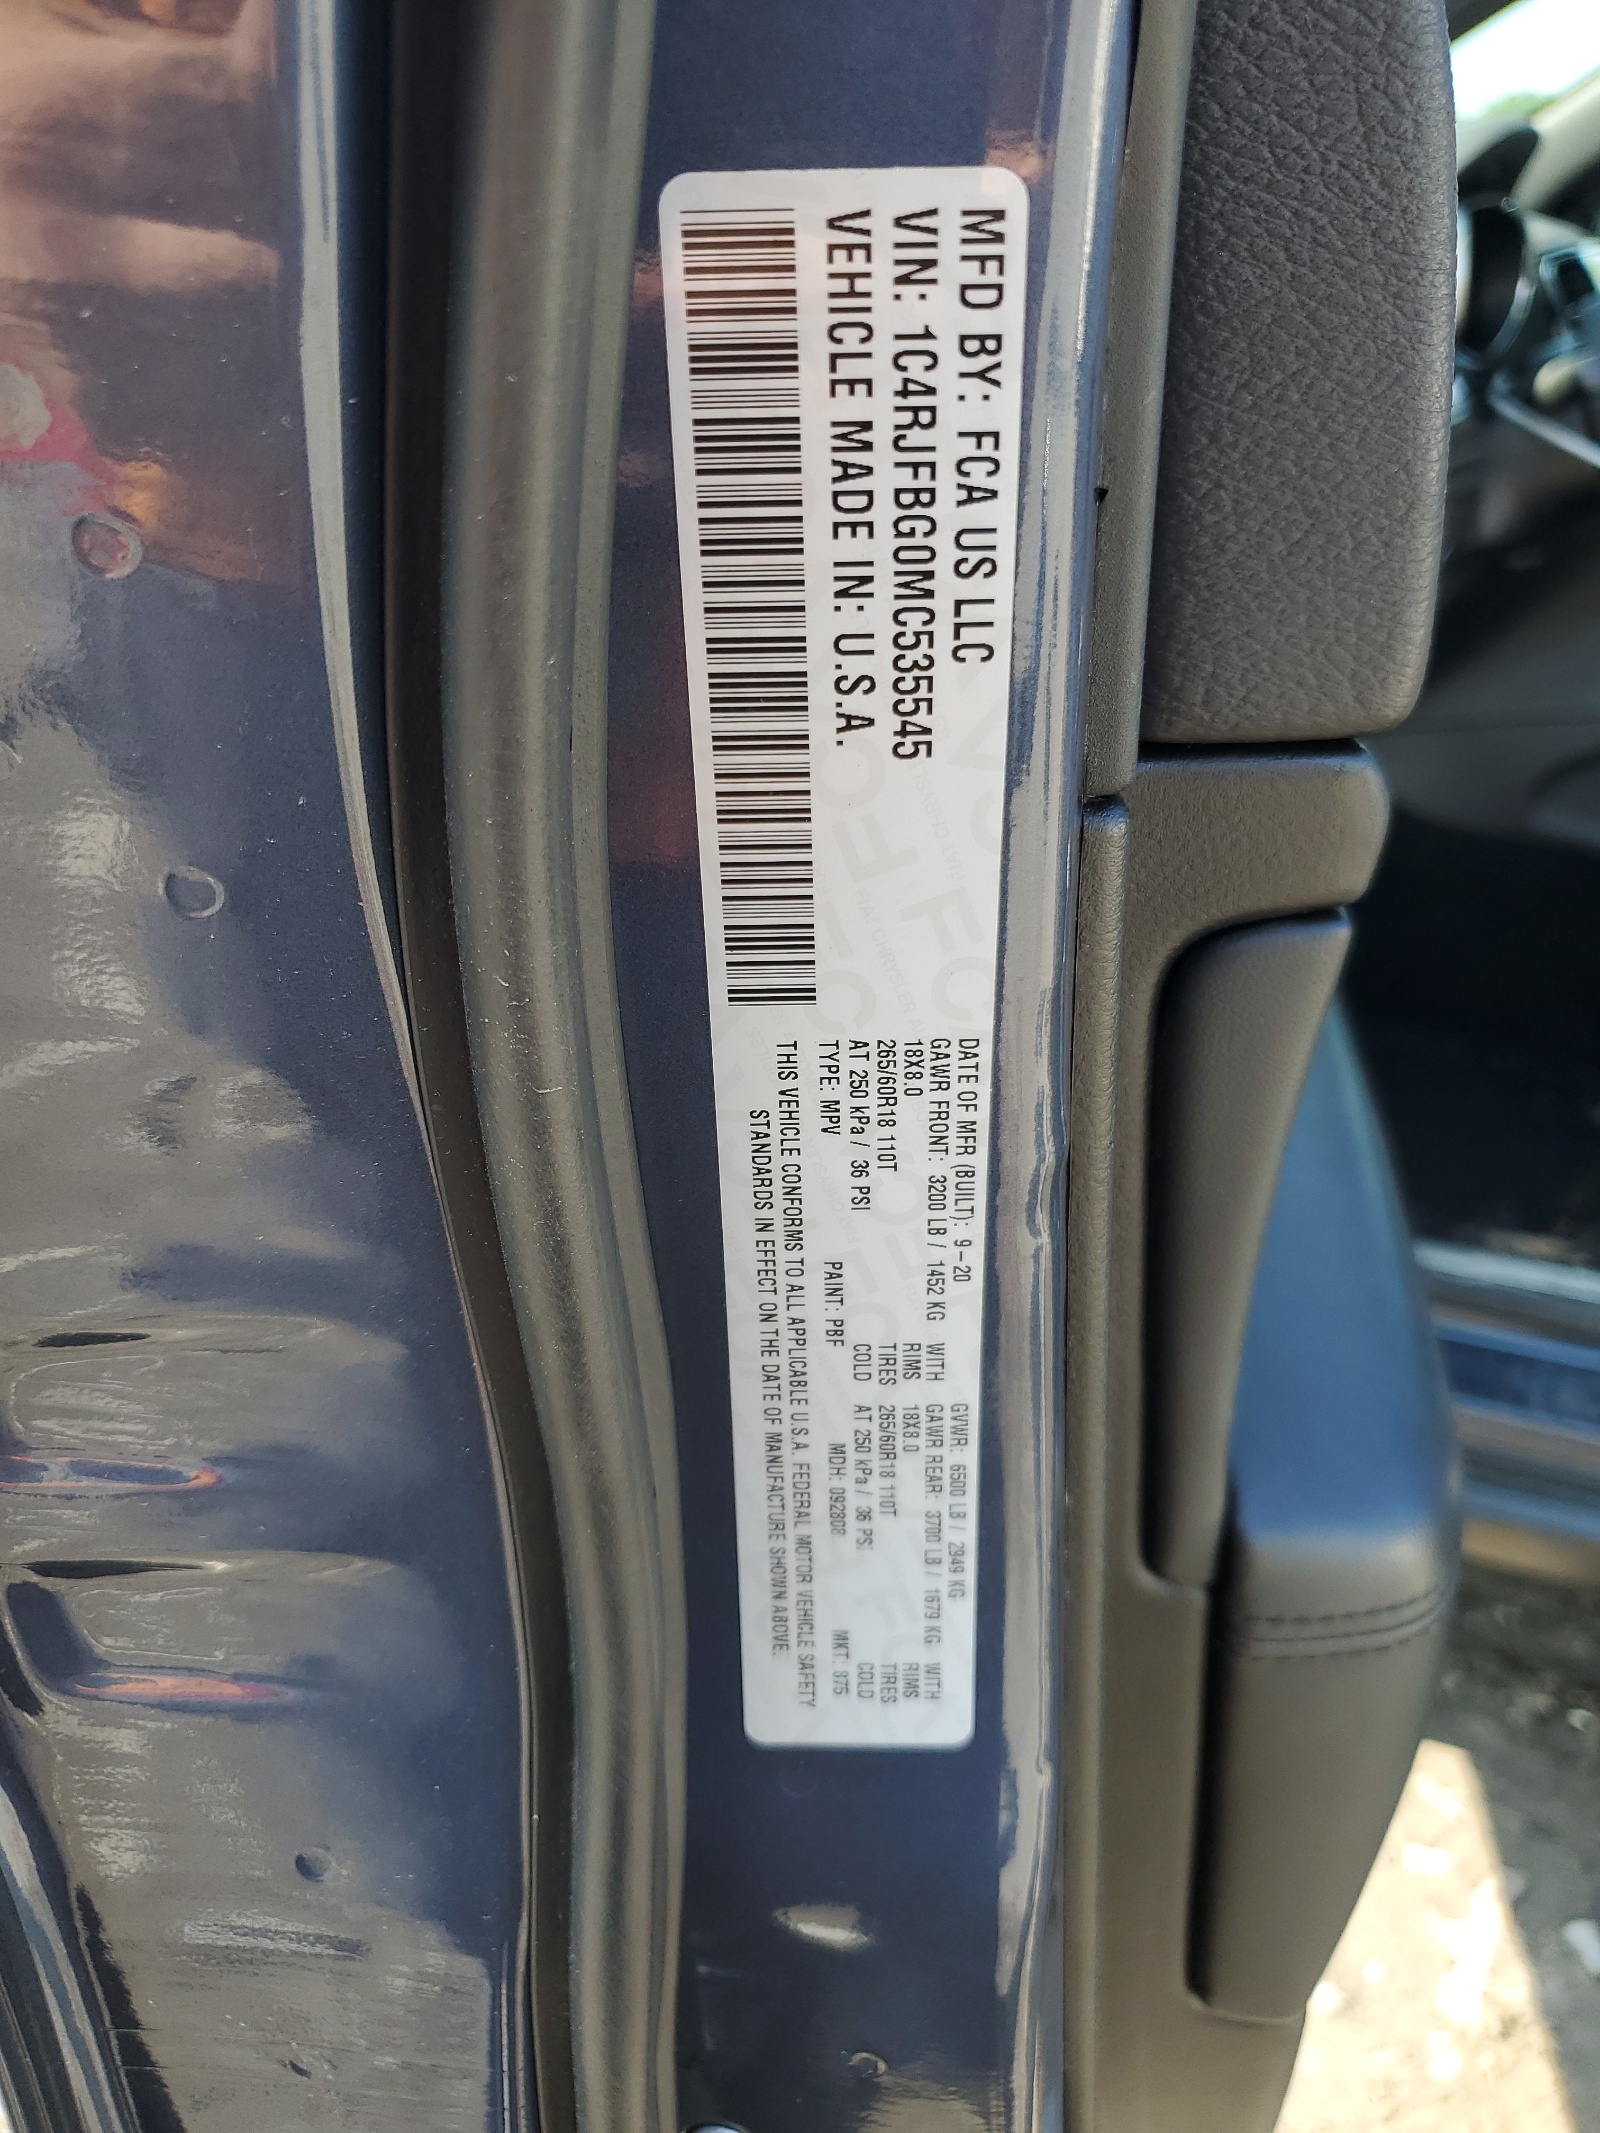 MFD BY: FCA US LLC
VIN: 1C4RJFBG0MC535545
VEHICLE MADE IN: U.S.A.
DATE OF MFR (BUILT): 9-20 GVWR: 6500 LB / 2949 KG
GAWR FRONT: 3200 LB / 1452 KG WITH GAWR REAR: 3700 LB / 1679 KG WITH
18X8.0 RIMS 18X8.0 RIMS
265/60R18 110T TIRES 265/60R18 110T TIRES
AT 250 kPa / 36 PSI COLD AT 250 kPa / 36 PSI COLD
TYPE: MPV PAINT: PBF MDH: 092808 MKT: 875
THIS VEHICLE CONFORMS TO ALL APPLICABLE U.S.A. FEDERAL MOTOR VEHICLE SAFETY
STANDARDS IN EFFECT ON THE DATE OF MANUFACTURE SHOWN ABOVE.